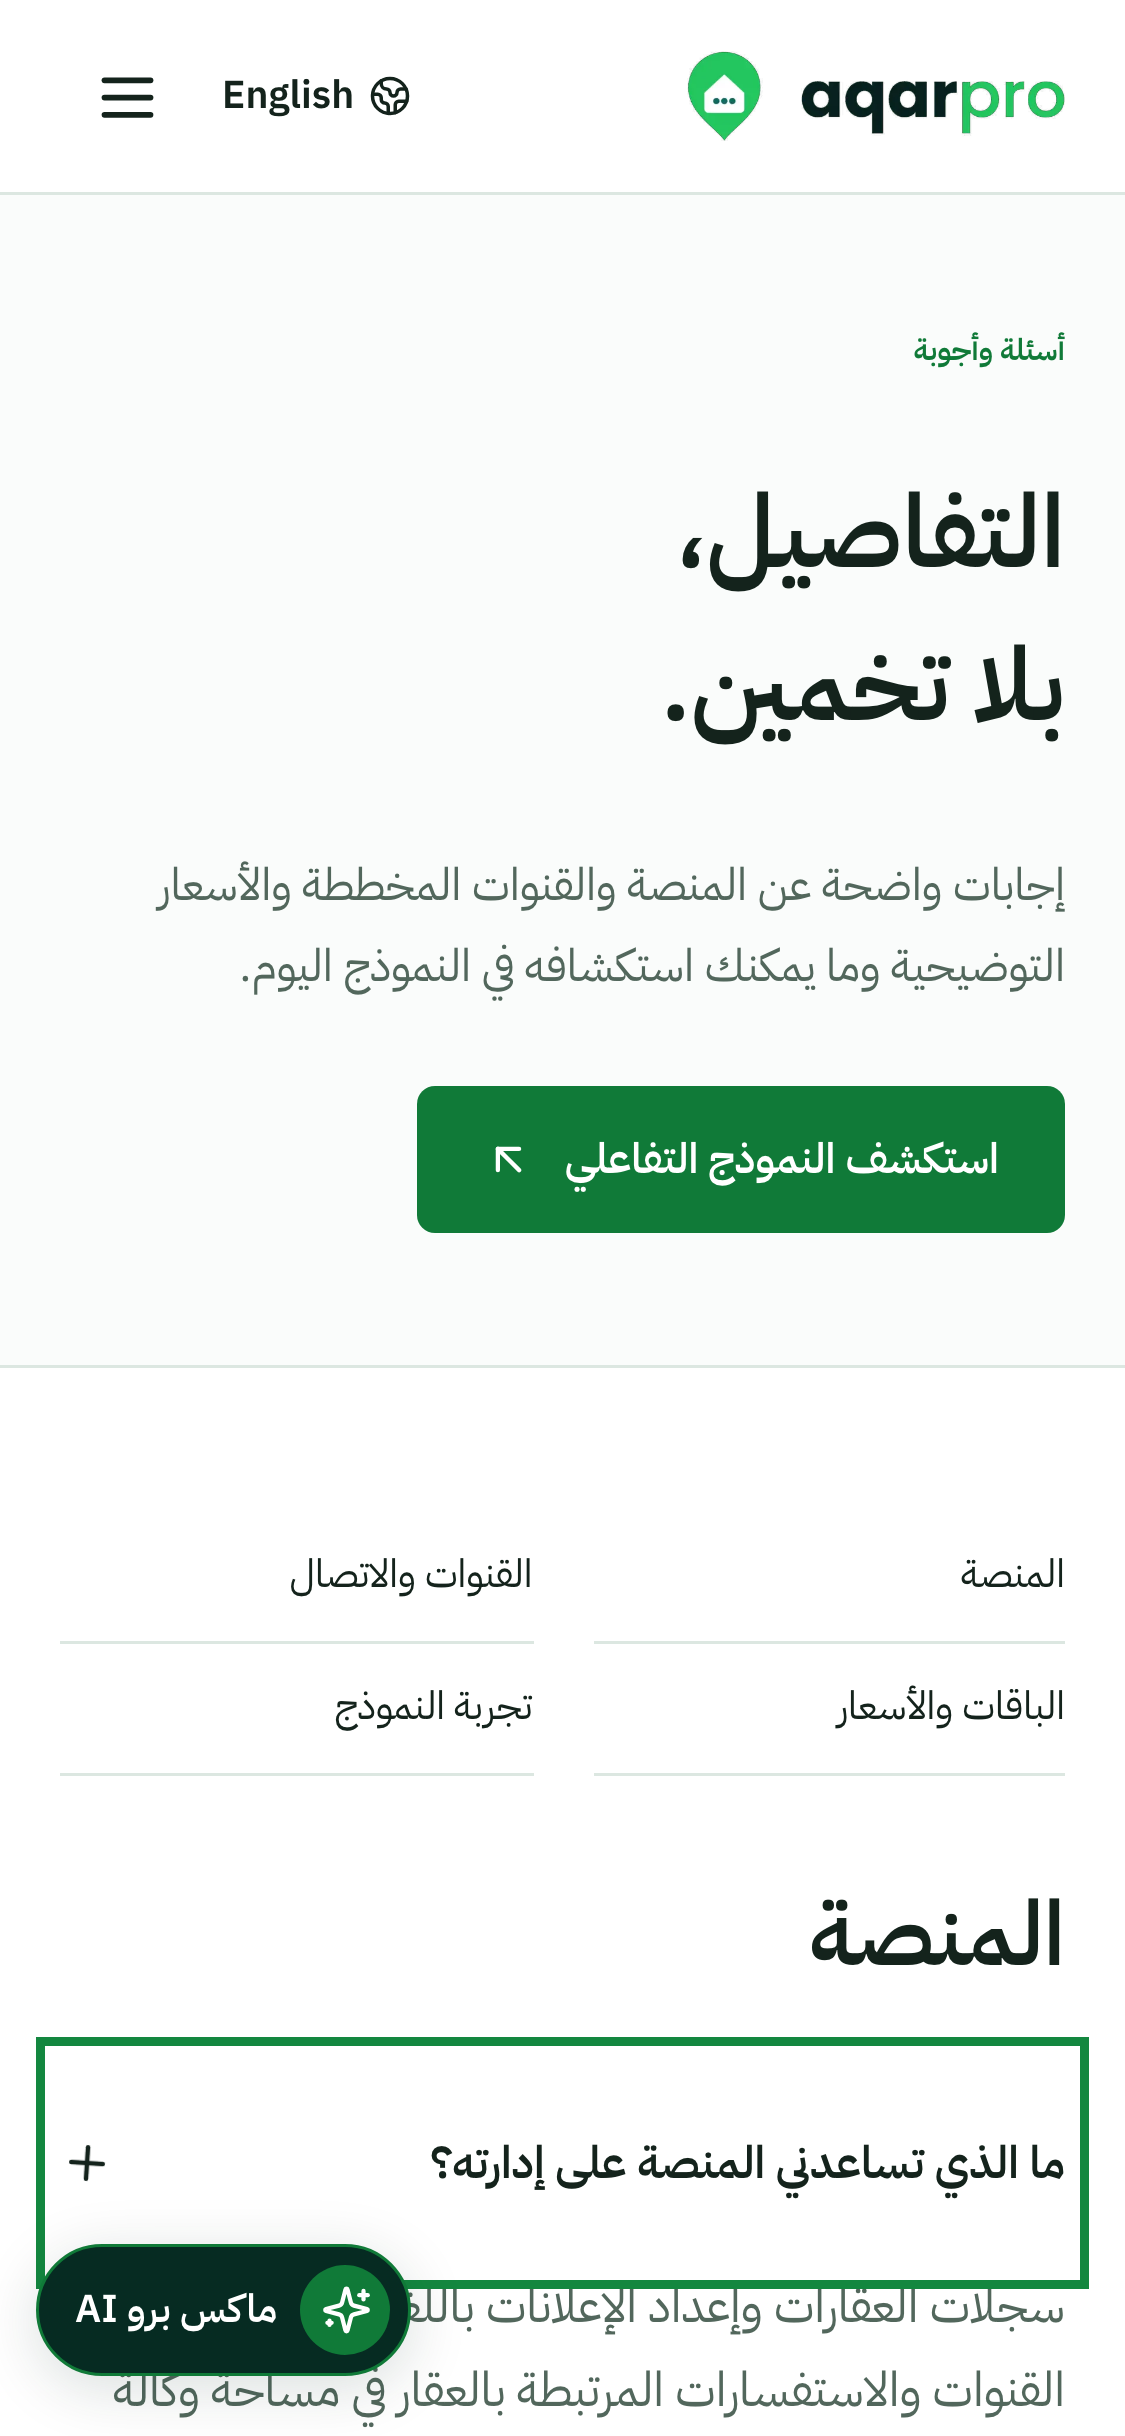 aqarpro
English
أسئلة وأجوبة
التفاصيل،
بلا تخمين.
إجابات واضحة عن المنصة والقنوات المخططة والأسعار
التوضيحية وما يمكنك استكشافه في النموذج اليوم.
استكشف النموذج التفاعلي
المنصة
القنوات والاتصال
الباقات والأسعار
تجربة النموذج
المنصة
ما الذي تساعدني المنصة على إدارته؟
سجلات العقارات وإعداد الإعلانات
القنوات والاستفسارات المرتبطة بالعقار في مساحة وكالة
ماكس برو AI